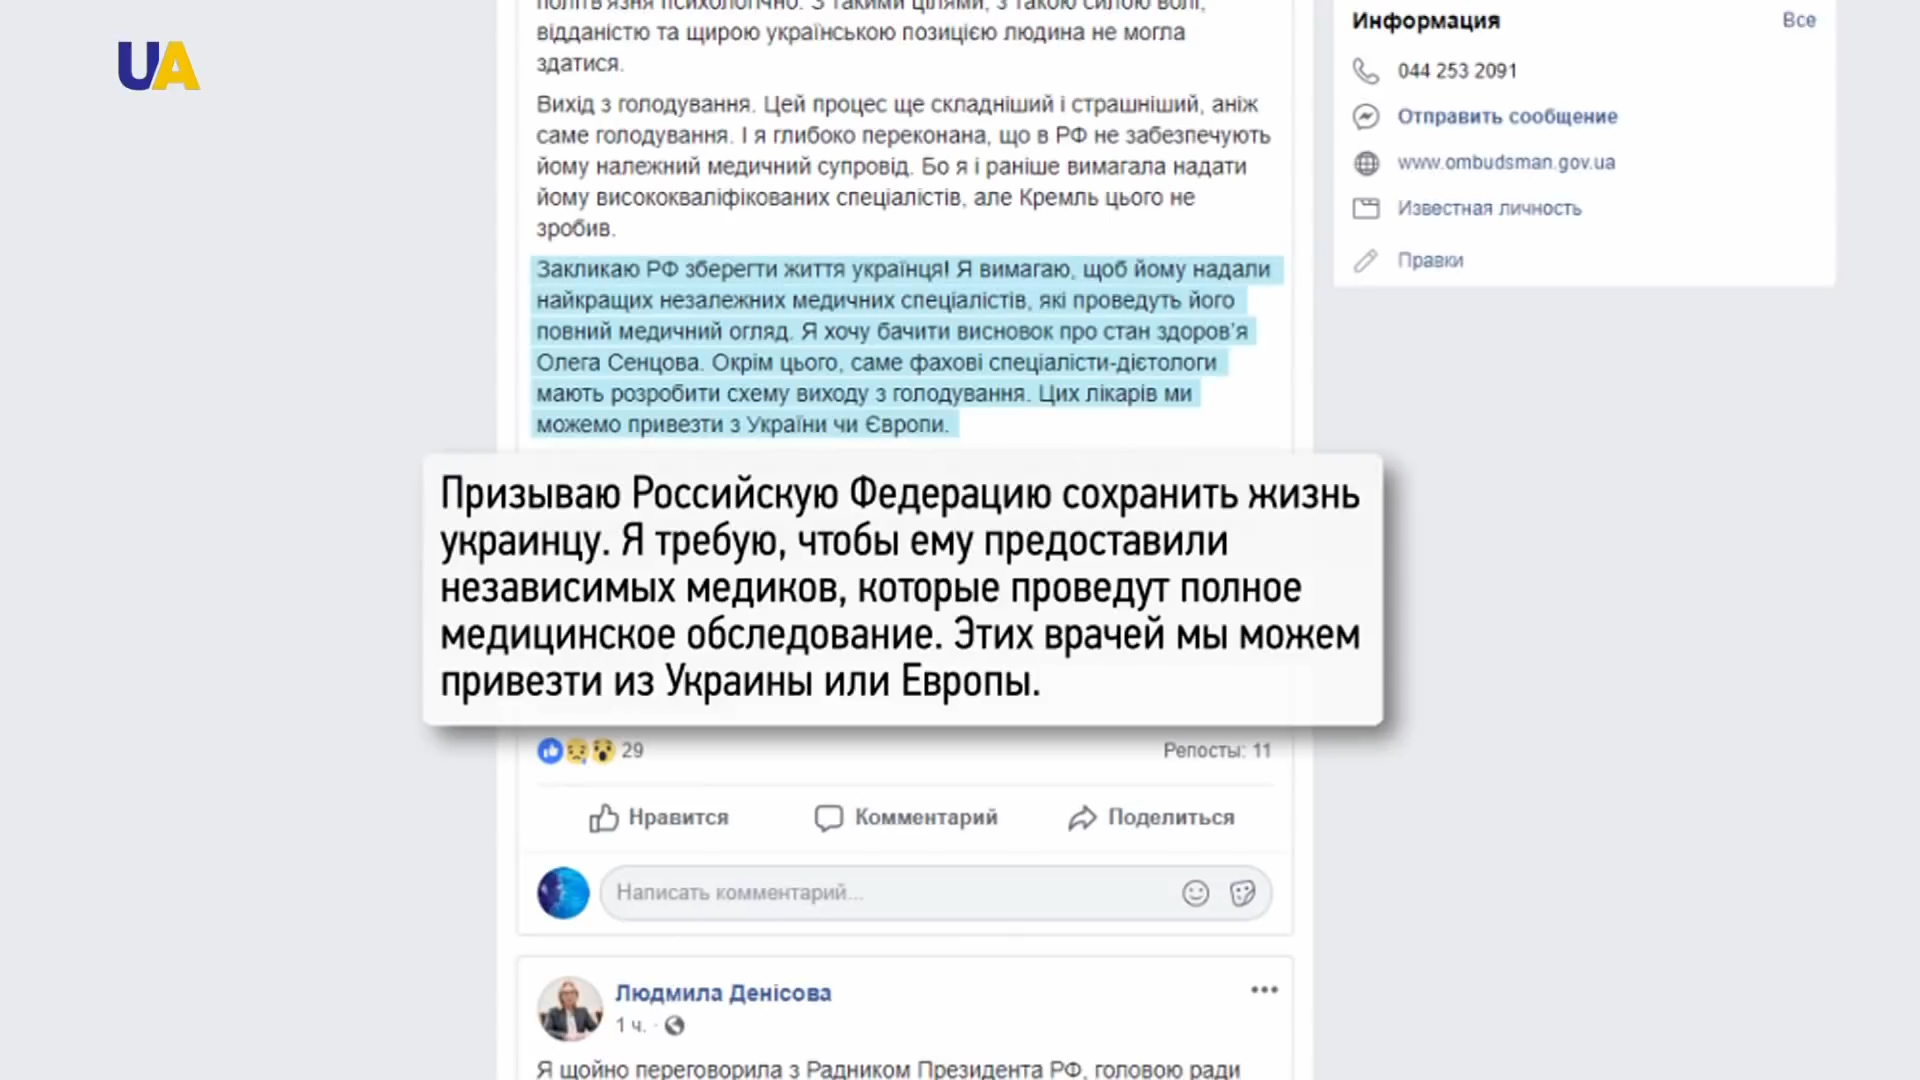 UA
політв'язня психологічно. З такими цілями, з такою силою волі,
відданістю та щирою українською позицією людина не могла
здатися.
Вихід з голодування. Цей процес ще складніший і страшніший, аніж
саме голодування. І я глибоко переконана, що в РФ не забезпечують
йому належний медичний супровід. Бо я і раніше вимагала надати
йому висококваліфікованих спеціалістів, але Кремль цього не
зробив.
Закликаю РФ зберегти життя українця! Я вимагаю, щоб йому надали
найкращих незалежних медичних спеціалістів, які проведуть його
повний медичний огляд. Я хочу бачити висновок про стан здоров'я
Олега Сенцова. Окрім цього, саме фахові спеціалісти-дієтологи
мають розробити схему виходу з голодування. Цих лікарів ми
можемо привезти з України чи Європи.
Призываю Российскую Федерацию сохранить жизнь
украинцу. Я требую, чтобы ему предоставили
независимых медиков, которые проведут полное
медицинское обследование. Этих врачей мы можем
привезти из Украины или Европы.
29
Репосты: 11
Нравится
Комментарий
Поделиться
Написать комментарий...
Людмила Денісова
1 ч. ·
Я щойно переговорила з Радником Президента РФ, головою ради
Информация
Все
044 253 2091
Отправить сообщение
www.ombudsman.gov.ua
Известная личность
Правки